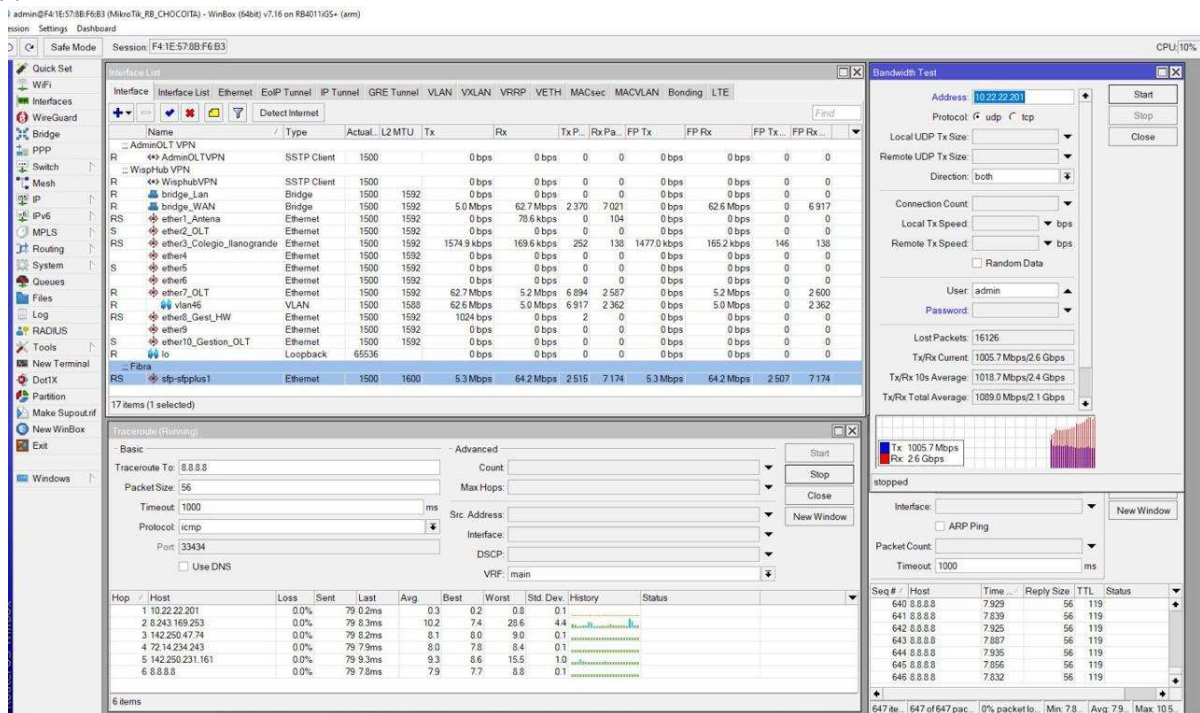 admin@F4:1E:57:8B:F6:B3 (MikroTik_RB_CHOCOITA) - WinBox (64bit) v7.16 on RB4011iGS+ (arm)
ession Settings Dashboard
Safe Mode Session: F4:1E:57:8B:F6:B3 CPU: 10%
Quick Set
WiFi
Interfaces
WireGuard
Bridge
PPP
Switch
Mesh
IP
IPv6
MPLS
Routing
System
Queues
Files
Log
RADIUS
Tools
New Terminal
Dot1X
Partition
Make Supout.rif
New WinBox
Exit
Windows
RouterOS WinBox
Interface List
Interface Interface List Ethernet EoIP Tunnel IP Tunnel GRE Tunnel VLAN VXLAN VRRP VETH MACsec MACVLAN Bonding LTE
Detect Internet Find
Name Type Actual... L2 MTU Tx Rx Tx P... Rx Pa... FP Tx FP Rx FP Tx... FP Rx...
::: AdminOLT VPN
R AdminOLTVPN SSTP Client 1500 0 bps 0 bps 0 0 0 bps 0 bps 0 0
::: WispHub VPN
R WisphubVPN SSTP Client 1500 0 bps 0 bps 0 0 0 bps 0 bps 0 0
R bridge_Lan Bridge 1500 1592 0 bps 0 bps 0 0 0 bps 0 bps 0 0
R bridge_WAN Bridge 1500 1592 5.0 Mbps 62.7 Mbps 2 370 7 021 0 bps 62.6 Mbps 0 6 917
RS ether1_Antena Ethernet 1500 1592 0 bps 78.6 kbps 0 104 0 bps 0 bps 0 0
S ether2_OLT Ethernet 1500 1592 0 bps 0 bps 0 0 0 bps 0 bps 0 0
RS ether3_Colegio_llanogrande Ethernet 1500 1592 1574.9 kbps 169.6 kbps 252 138 1477.0 kbps 165.2 kbps 146 138
ether4 Ethernet 1500 1592 0 bps 0 bps 0 0 0 bps 0 bps 0 0
S ether5 Ethernet 1500 1592 0 bps 0 bps 0 0 0 bps 0 bps 0 0
ether6 Ethernet 1500 1592 0 bps 0 bps 0 0 0 bps 0 bps 0 0
R ether7_OLT Ethernet 1500 1592 62.7 Mbps 5.2 Mbps 6 894 2 587 0 bps 5.2 Mbps 0 2 600
R vlan46 VLAN 1500 1588 62.6 Mbps 5.0 Mbps 6 917 2 362 0 bps 5.0 Mbps 0 2 362
RS ether8_Gest_HW Ethernet 1500 1592 1024 bps 0 bps 2 0 0 bps 0 bps 0 0
ether9 Ethernet 1500 1592 0 bps 0 bps 0 0 0 bps 0 bps 0 0
S ether10_Gestion_OLT Ethernet 1500 1592 0 bps 0 bps 0 0 0 bps 0 bps 0 0
R lo Loopback 65536 0 bps 0 bps 0 0 0 bps 0 bps 0 0
::: Fibra
RS sfp-sfpplus1 Ethernet 1500 1600 5.3 Mbps 64.2 Mbps 2 515 7 174 5.3 Mbps 64.2 Mbps 2 507 7 174
17 items (1 selected)
Traceroute (Running)
Basic
Traceroute To: 8.8.8.8
Packet Size: 56
Timeout: 1000 ms
Protocol: icmp
Port: 33434
Use DNS
Advanced
Count:
Max Hops:
Src. Address:
Interface:
DSCP:
VRF: main
Start
Stop
Close
New Window
Hop Host Loss Sent Last Avg. Best Worst Std. Dev. History Status
1 10.22.22.201 0.0% 79 0.2ms 0.3 0.2 0.8 0.1
2 8.243.169.253 0.0% 79 8.3ms 10.2 7.4 28.6 4.4
3 142.250.47.74 0.0% 79 8.2ms 8.1 8.0 9.0 0.1
4 72.14.234.243 0.0% 79 7.9ms 8.0 7.8 8.4 0.1
5 142.250.231.161 0.0% 79 9.3ms 9.3 8.6 15.5 1.0
6 8.8.8.8 0.0% 79 7.8ms 7.9 7.7 8.8 0.1
6 items
Bandwidth Test
Address: 10.22.22.201
Protocol: udp tcp
Local UDP Tx Size:
Remote UDP Tx Size:
Direction: both
Connection Count:
Local Tx Speed: bps
Remote Tx Speed: bps
Random Data
User: admin
Password:
Lost Packets: 16126
Tx/Rx Current: 1005.7 Mbps/2.6 Gbps
Tx/Rx 10s Average: 1018.7 Mbps/2.4 Gbps
Tx/Rx Total Average: 1089.0 Mbps/2.1 Gbps
Tx: 1005.7 Mbps
Rx: 2.6 Gbps
stopped
Start
Stop
Close
Interface:
ARP Ping
Packet Count:
Timeout: 1000 ms
New Window
Seq # Host Time ... Reply Size TTL Status
640 8.8.8.8 7.929 56 119
641 8.8.8.8 7.839 56 119
642 8.8.8.8 7.925 56 119
643 8.8.8.8 7.887 56 119
644 8.8.8.8 7.935 56 119
645 8.8.8.8 7.856 56 119
646 8.8.8.8 7.832 56 119
647 ite... 647 of 647 pac... 0% packet lo... Min: 7.8... Avg: 7.9... Max: 10.5...